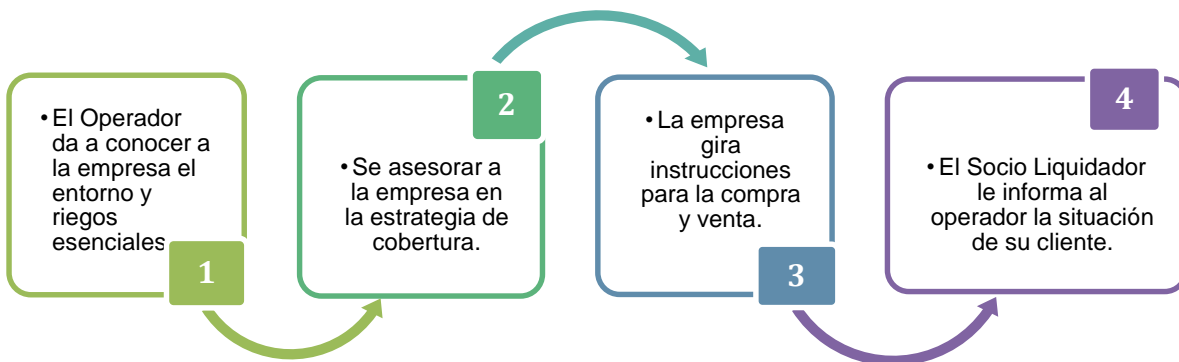 • El Operador
da a conocer a
la empresa el
entorno y
riegos
esenciales
1
2
• Se asesorar a
la empresa en
la estrategia de
cobertura.
• La empresa
gira
instrucciones
para la compra
y venta.
3
4
• El Socio Liquidador
le informa al
operador la situación
de su cliente.